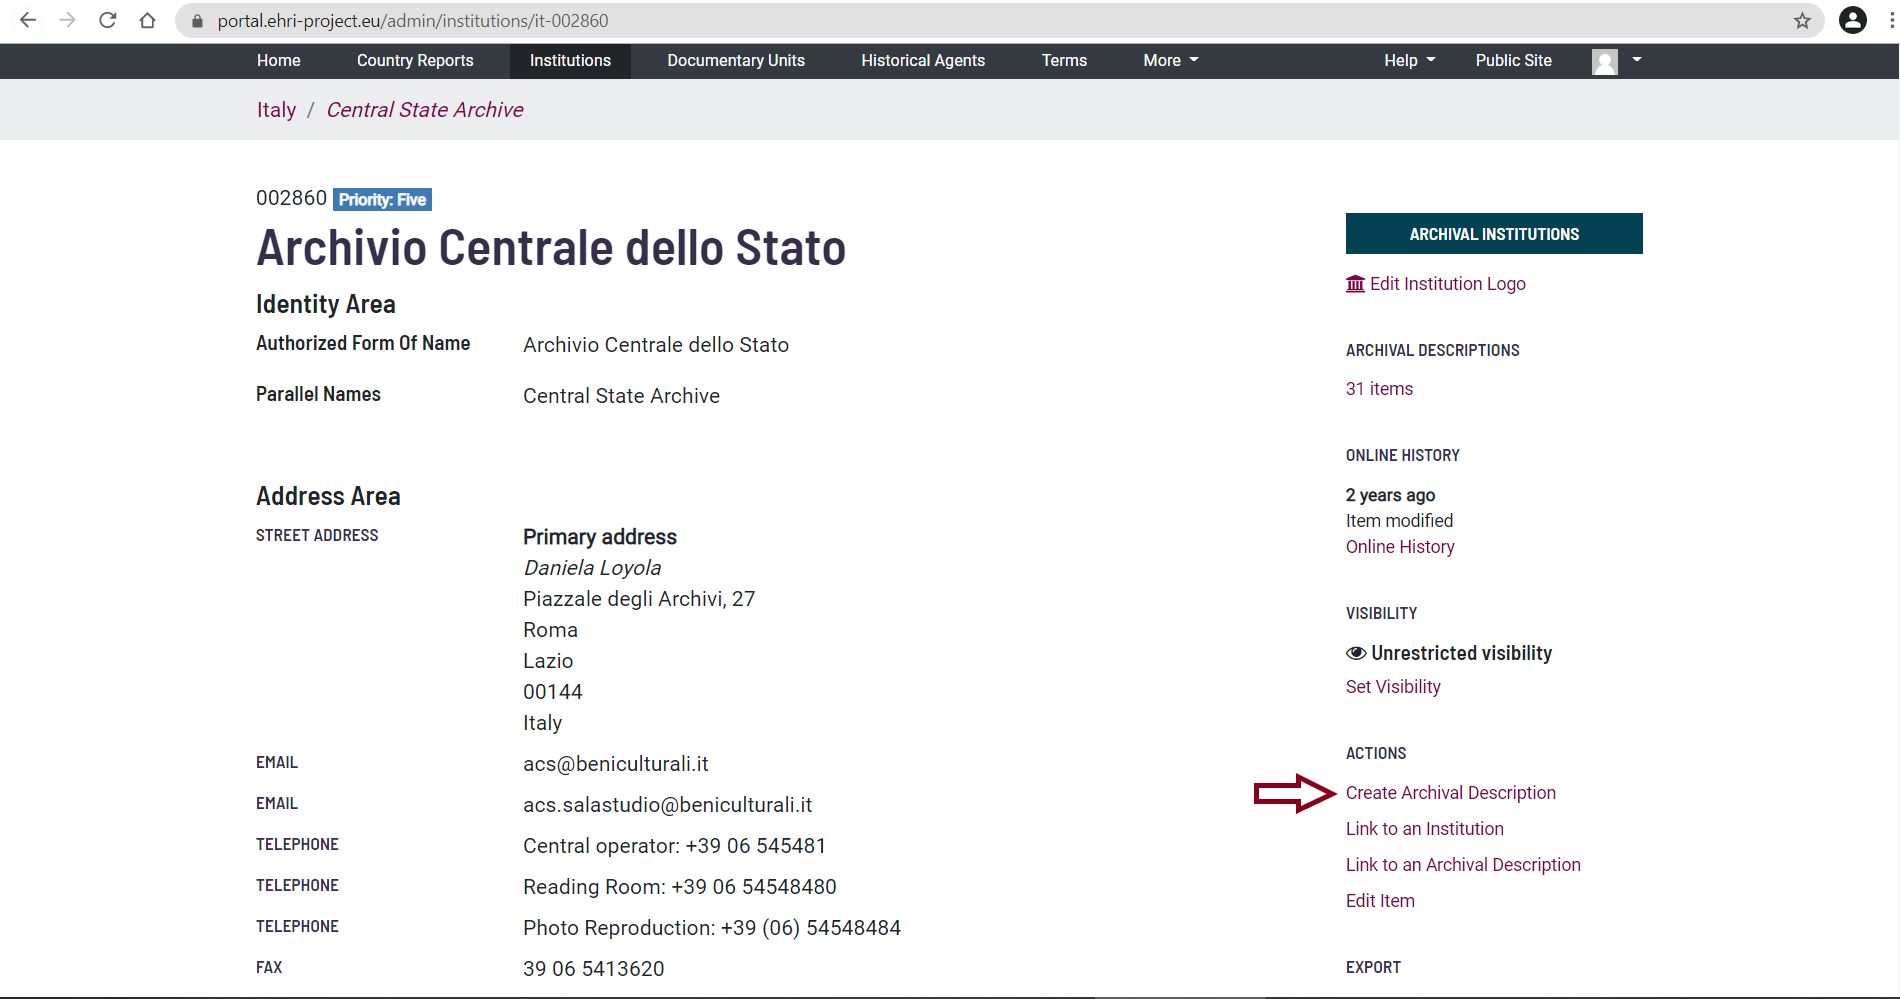 portal.ehri-project.eu/admin/institutions/it-002860
Home Country Reports Institutions Documentary Units Historical Agents Terms More Help Public Site
Italy / Central State Archive
002860 Priority: Five
Archivio Centrale dello Stato
Identity Area
Authorized Form Of Name Archivio Centrale dello Stato
Parallel Names Central State Archive
Address Area
STREET ADDRESS Primary address
Daniela Loyola
Piazzale degli Archivi, 27
Roma
Lazio
00144
Italy
EMAIL acs@beniculturali.it
EMAIL acs.salastudio@beniculturali.it
TELEPHONE Central operator: +39 06 545481
TELEPHONE Reading Room: +39 06 54548480
TELEPHONE Photo Reproduction: +39 (06) 54548484
FAX 39 06 5413620
ARCHIVAL INSTITUTIONS
Edit Institution Logo
ARCHIVAL DESCRIPTIONS
31 items
ONLINE HISTORY
2 years ago
Item modified
Online History
VISIBILITY
Unrestricted visibility
Set Visibility
ACTIONS
Create Archival Description
Link to an Institution
Link to an Archival Description
Edit Item
EXPORT